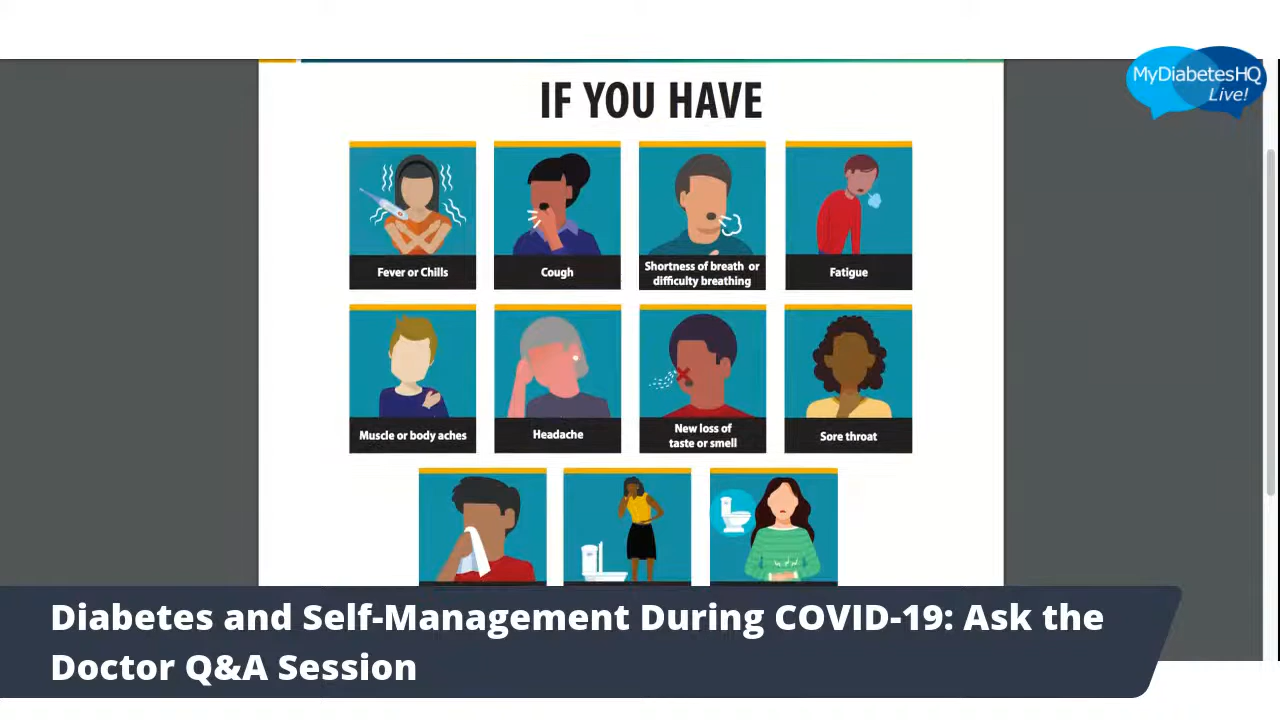 MyDiabetesHQ
Live!
IF YOU HAVE
Fever or Chills
Cough
Shortness of breath or
difficulty breathing
Fatigue
Muscle or body aches
Headache
New loss of
taste or smell
Sore throat
Diabetes and Self-Management During COVID-19: Ask the
Doctor Q&A Session